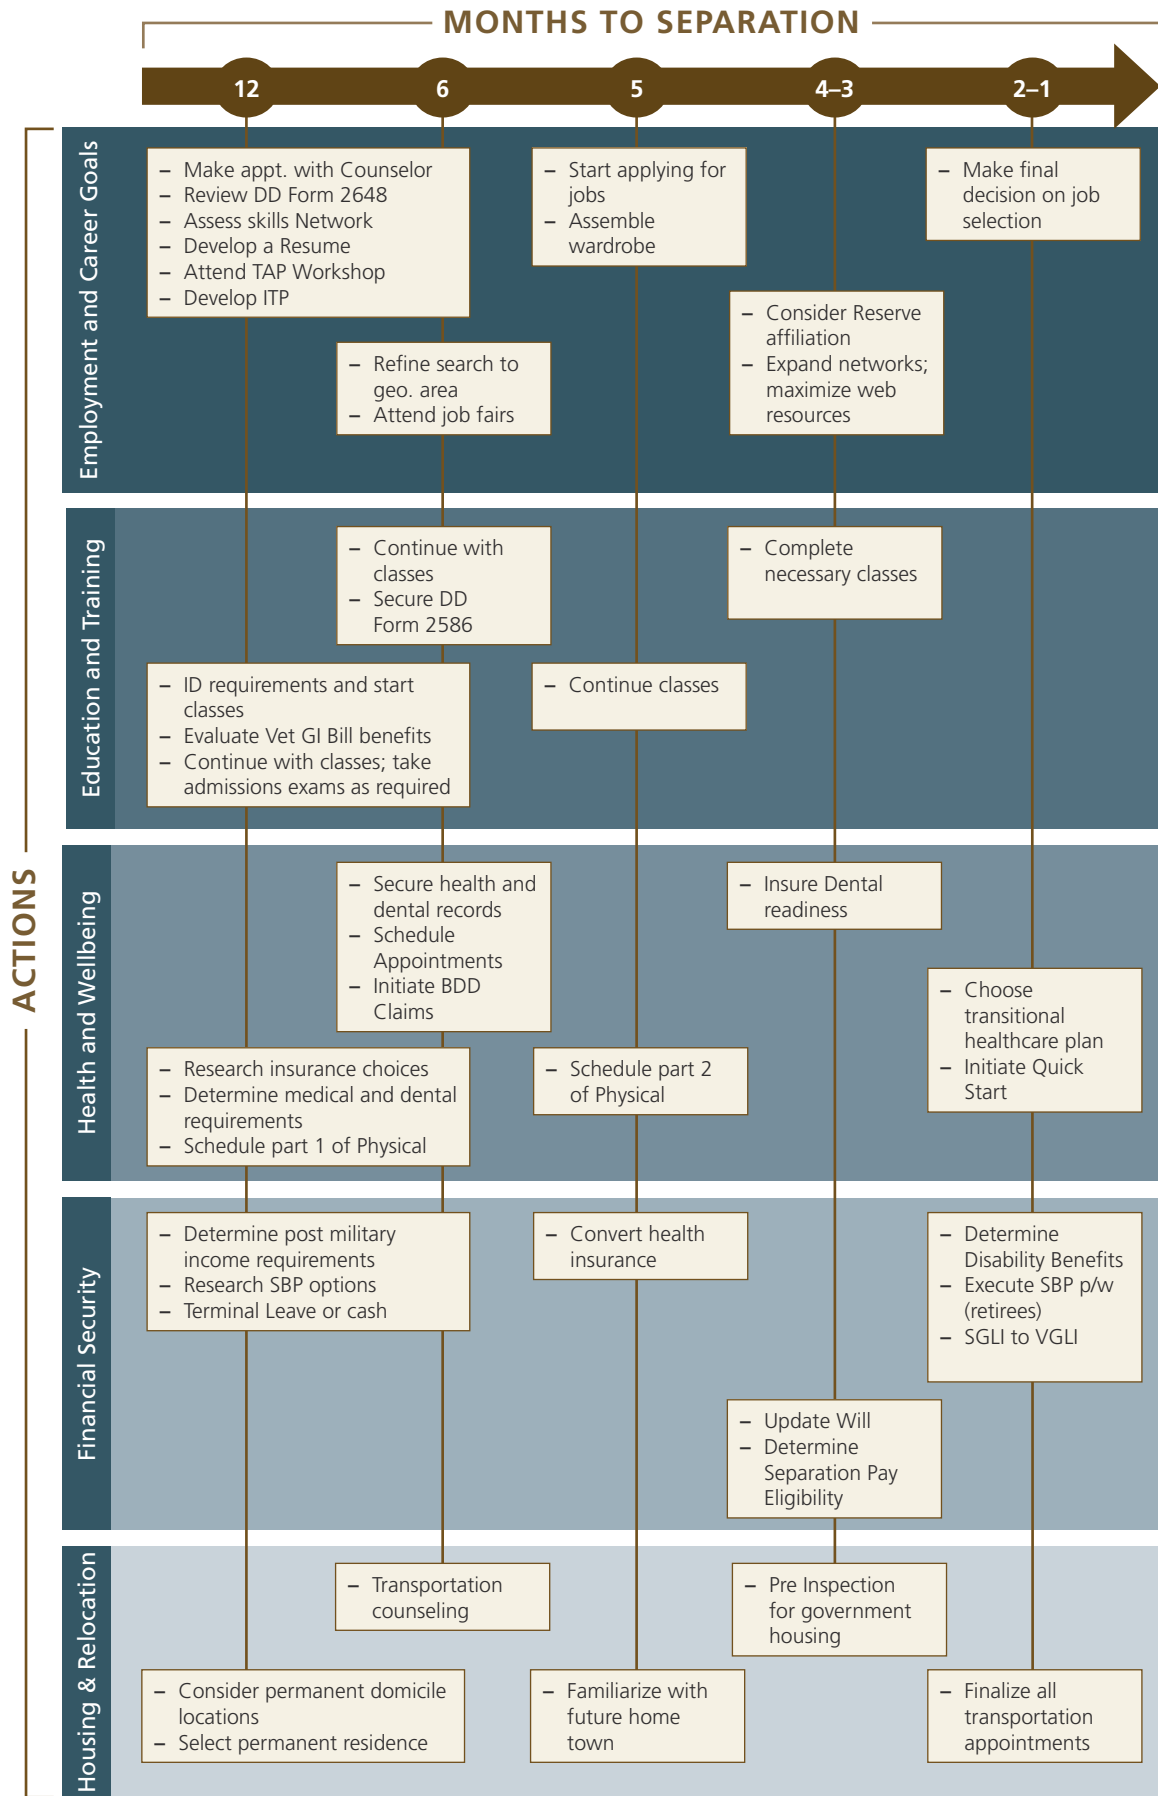 MONTHS TO SEPARATION
12
6
5
4–3
2–1
ACTIONS
Employment and Career Goals
– Make appt. with Counselor
– Review DD Form 2648
– Assess skills Network
– Develop a Resume
– Attend TAP Workshop
– Develop ITP
– Refine search to
geo. area
– Attend job fairs
– Start applying for
jobs
– Assemble
wardrobe
– Consider Reserve
affiliation
– Expand networks;
maximize web
resources
– Make final
decision on job
selection
Education and Training
– ID requirements and start
classes
– Evaluate Vet GI Bill benefits
– Continue with classes; take
admissions exams as required
– Continue with
classes
– Secure DD
Form 2586
– Continue classes
– Complete
necessary classes
Health and Wellbeing
– Research insurance choices
– Determine medical and dental
requirements
– Schedule part 1 of Physical
– Secure health and
dental records
– Schedule
Appointments
– Initiate BDD
Claims
– Schedule part 2
of Physical
– Insure Dental
readiness
– Choose
transitional
healthcare plan
– Initiate Quick
Start
Financial Security
– Determine post military
income requirements
– Research SBP options
– Terminal Leave or cash
– Convert health
insurance
– Update Will
– Determine
Separation Pay
Eligibility
– Determine
Disability Benefits
– Execute SBP p/w
(retirees)
– SGLI to VGLI
Housing & Relocation
– Consider permanent domicile
locations
– Select permanent residence
– Transportation
counseling
– Familiarize with
future home
town
– Pre Inspection
for government
housing
– Finalize all
transportation
appointments